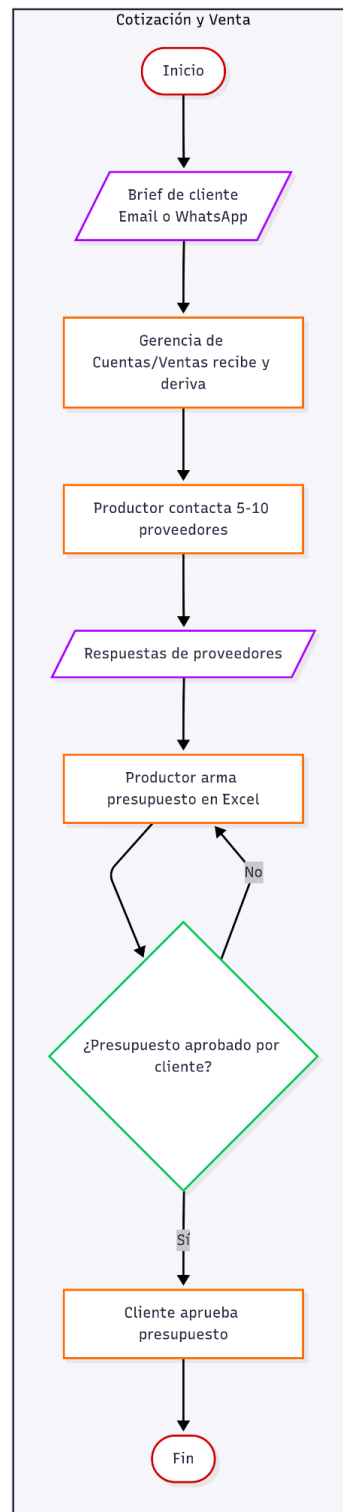 Cotización y Venta
Inicio
Brief de cliente
Email o WhatsApp
Gerencia de
Cuentas/Ventas recibe y
deriva
Productor contacta 5-10
proveedores
Respuestas de proveedores
Productor arma
presupuesto en Excel
No
¿Presupuesto aprobado por
cliente?
Sí
Cliente aprueba
presupuesto
Fin